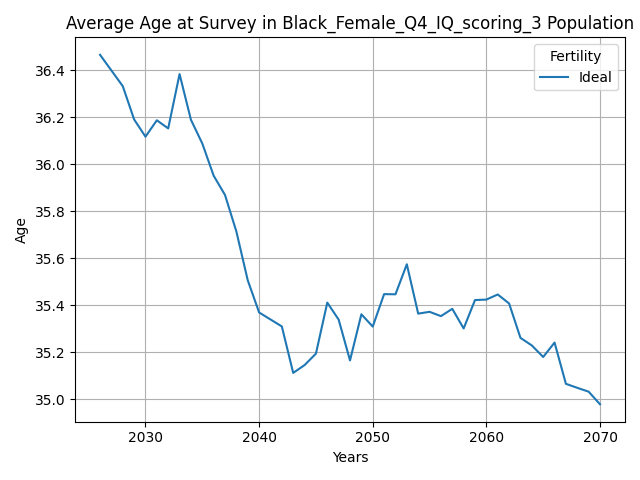 Average Age at Survey in Black_Female_Q4_IQ_scoring_3 Population
Fertility
Ideal
36.4
36.2
36.0
35.8
35.6
35.4
35.2
35.0
Age
2030 2040 2050 2060 2070
Years